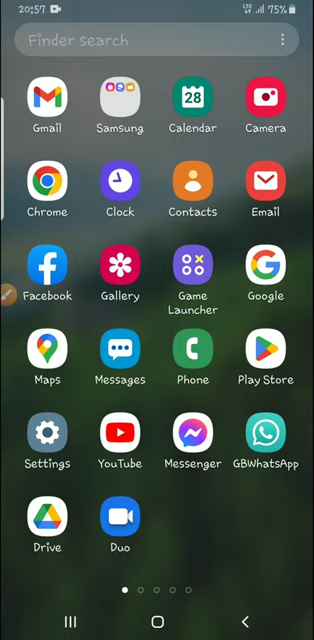 20:57
LTE
75%
Finder search
Gmail
Samsung
28
Calendar
Camera
Chrome
Clock
Contacts
Email
Facebook
Gallery
Game
Launcher
Google
Maps
Messages
Phone
Play Store
Settings
YouTube
Messenger
GBWhatsApp
Drive
Duo